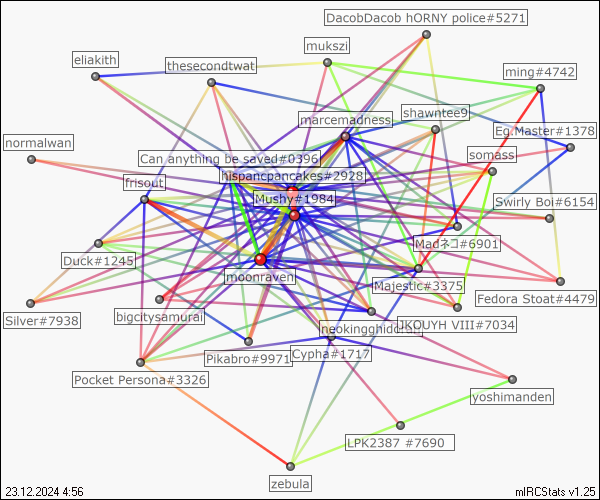 DacobDacob hORNY police#5271
mukszi
eliakith
thesecondtwat
ming#4742
marcemadness
shawntee9
Eg.Master#1378
normalwan
Can anything be saved#0396
somass
hispancpancakes#2928
frisout
Mushy#1984
Swirly Boi#6154
Madネコ#6901
Duck#1245
moonraven
Majestic#3375
Fedora Stoat#4479
Silver#7938
bigcitysamurai
JKOUYH VIII#7034
Pikabro#9971
Cypha#1717
Pocket Persona#3326
yoshimanden
LPK2387 #7690
zebula
23.12.2024 4:56
mIRCStats v1.25